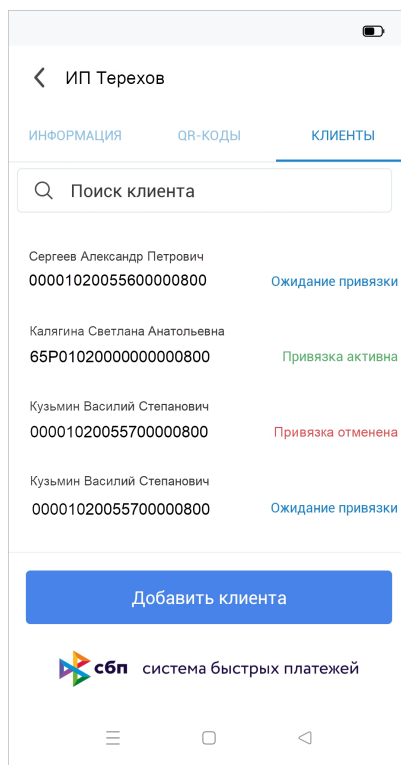 ИП Терехов
ИНФОРМАЦИЯ QR-КОДЫ КЛИЕНТЫ
Поиск клиента
Сергеев Александр Петрович
00001020055600000800 Ожидание привязки
Калягина Светлана Анатольевна
65P01020000000000800 Привязка активна
Кузьмин Василий Степанович
00001020055700000800 Привязка отменена
Кузьмин Василий Степанович
00001020055700000800 Ожидание привязки
Добавить клиента
сбп система быстрых платежей